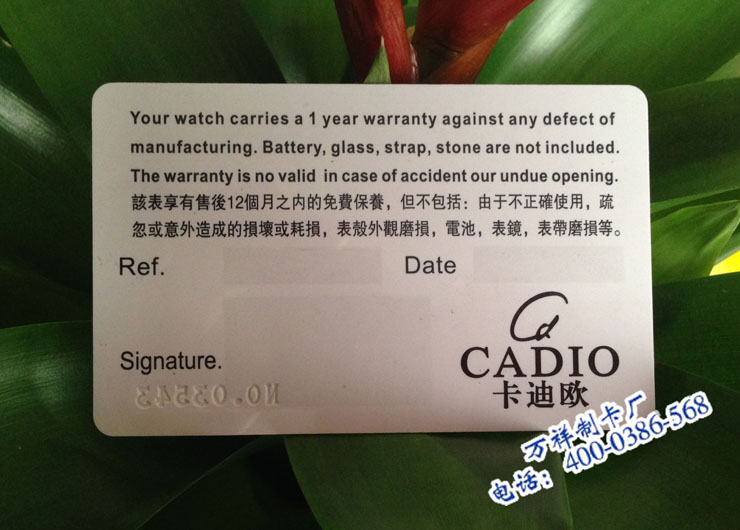 Your watch carries a 1 year warranty against any defect of
manufacturing. Battery, glass, strap, stone are not included.
The warranty is no valid in case of accident our undue opening.
該表享有售後12個月之内的免費保養，但不包括：由于不正確使用，疏
忽或意外造成的損壞或耗損，表殼外觀磨損，電池，表鏡，表帶磨損等。
Ref. Date
Cd
Signature.
CADIO
卡迪欧
NO.03543
万祥制卡厂
电话：400-0386-568